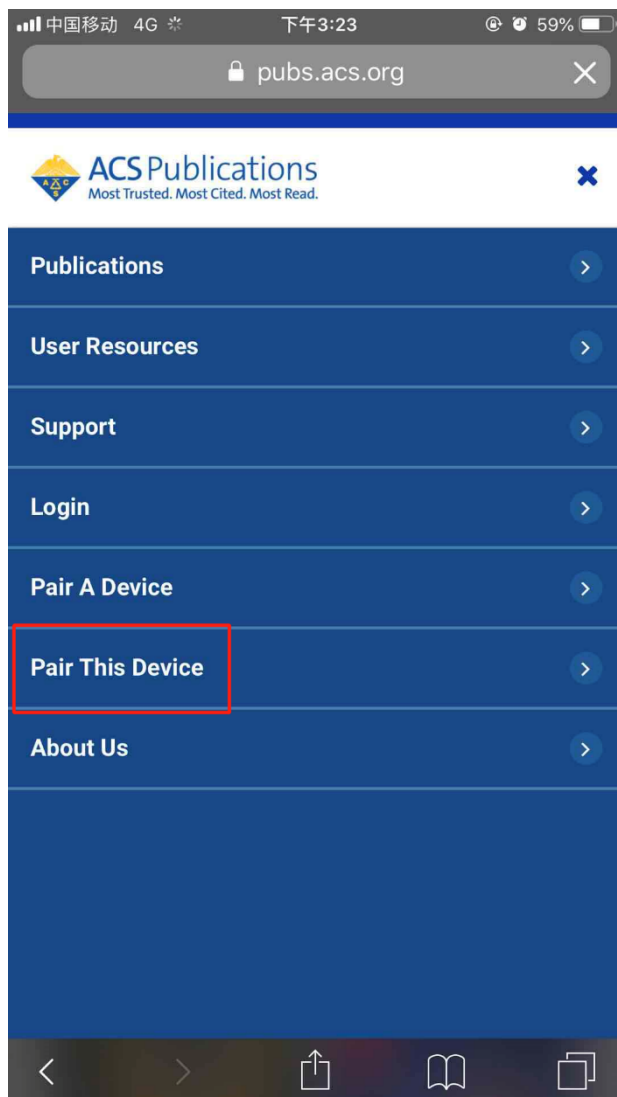 中国移动 4G 下午3:23 59%
pubs.acs.org
ACS Publications
Most Trusted. Most Cited. Most Read.
Publications
User Resources
Support
Login
Pair A Device
Pair This Device
About Us